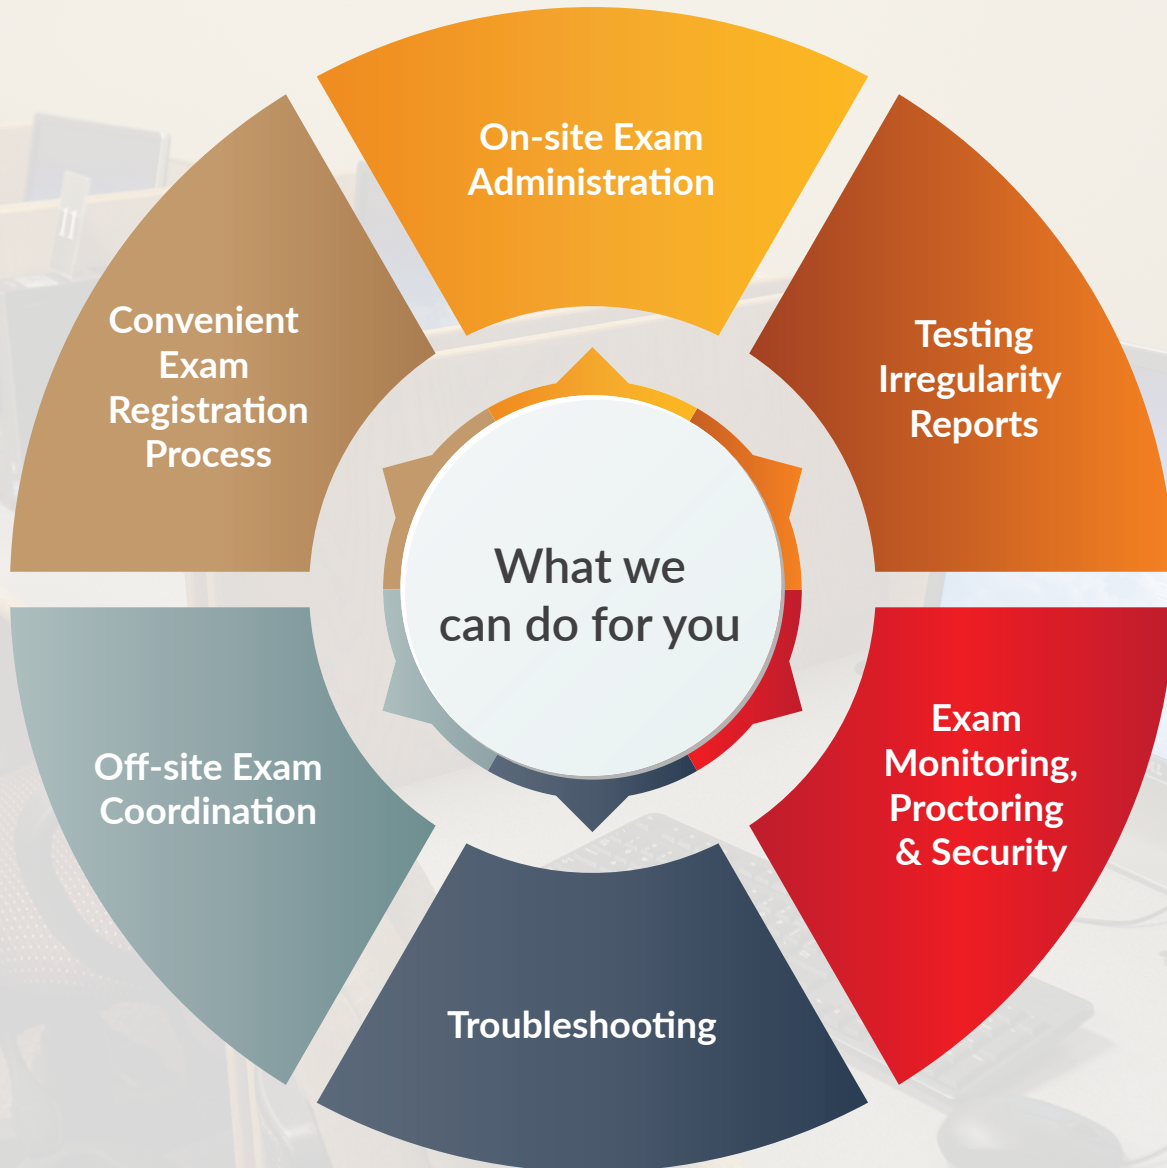 On-site Exam
Administration
Testing
Irregularity
Reports
Exam
Monitoring,
Proctoring
& Security
Troubleshooting
Off-site Exam
Coordination
Convenient
Exam
Registration
Process
What we
can do for you